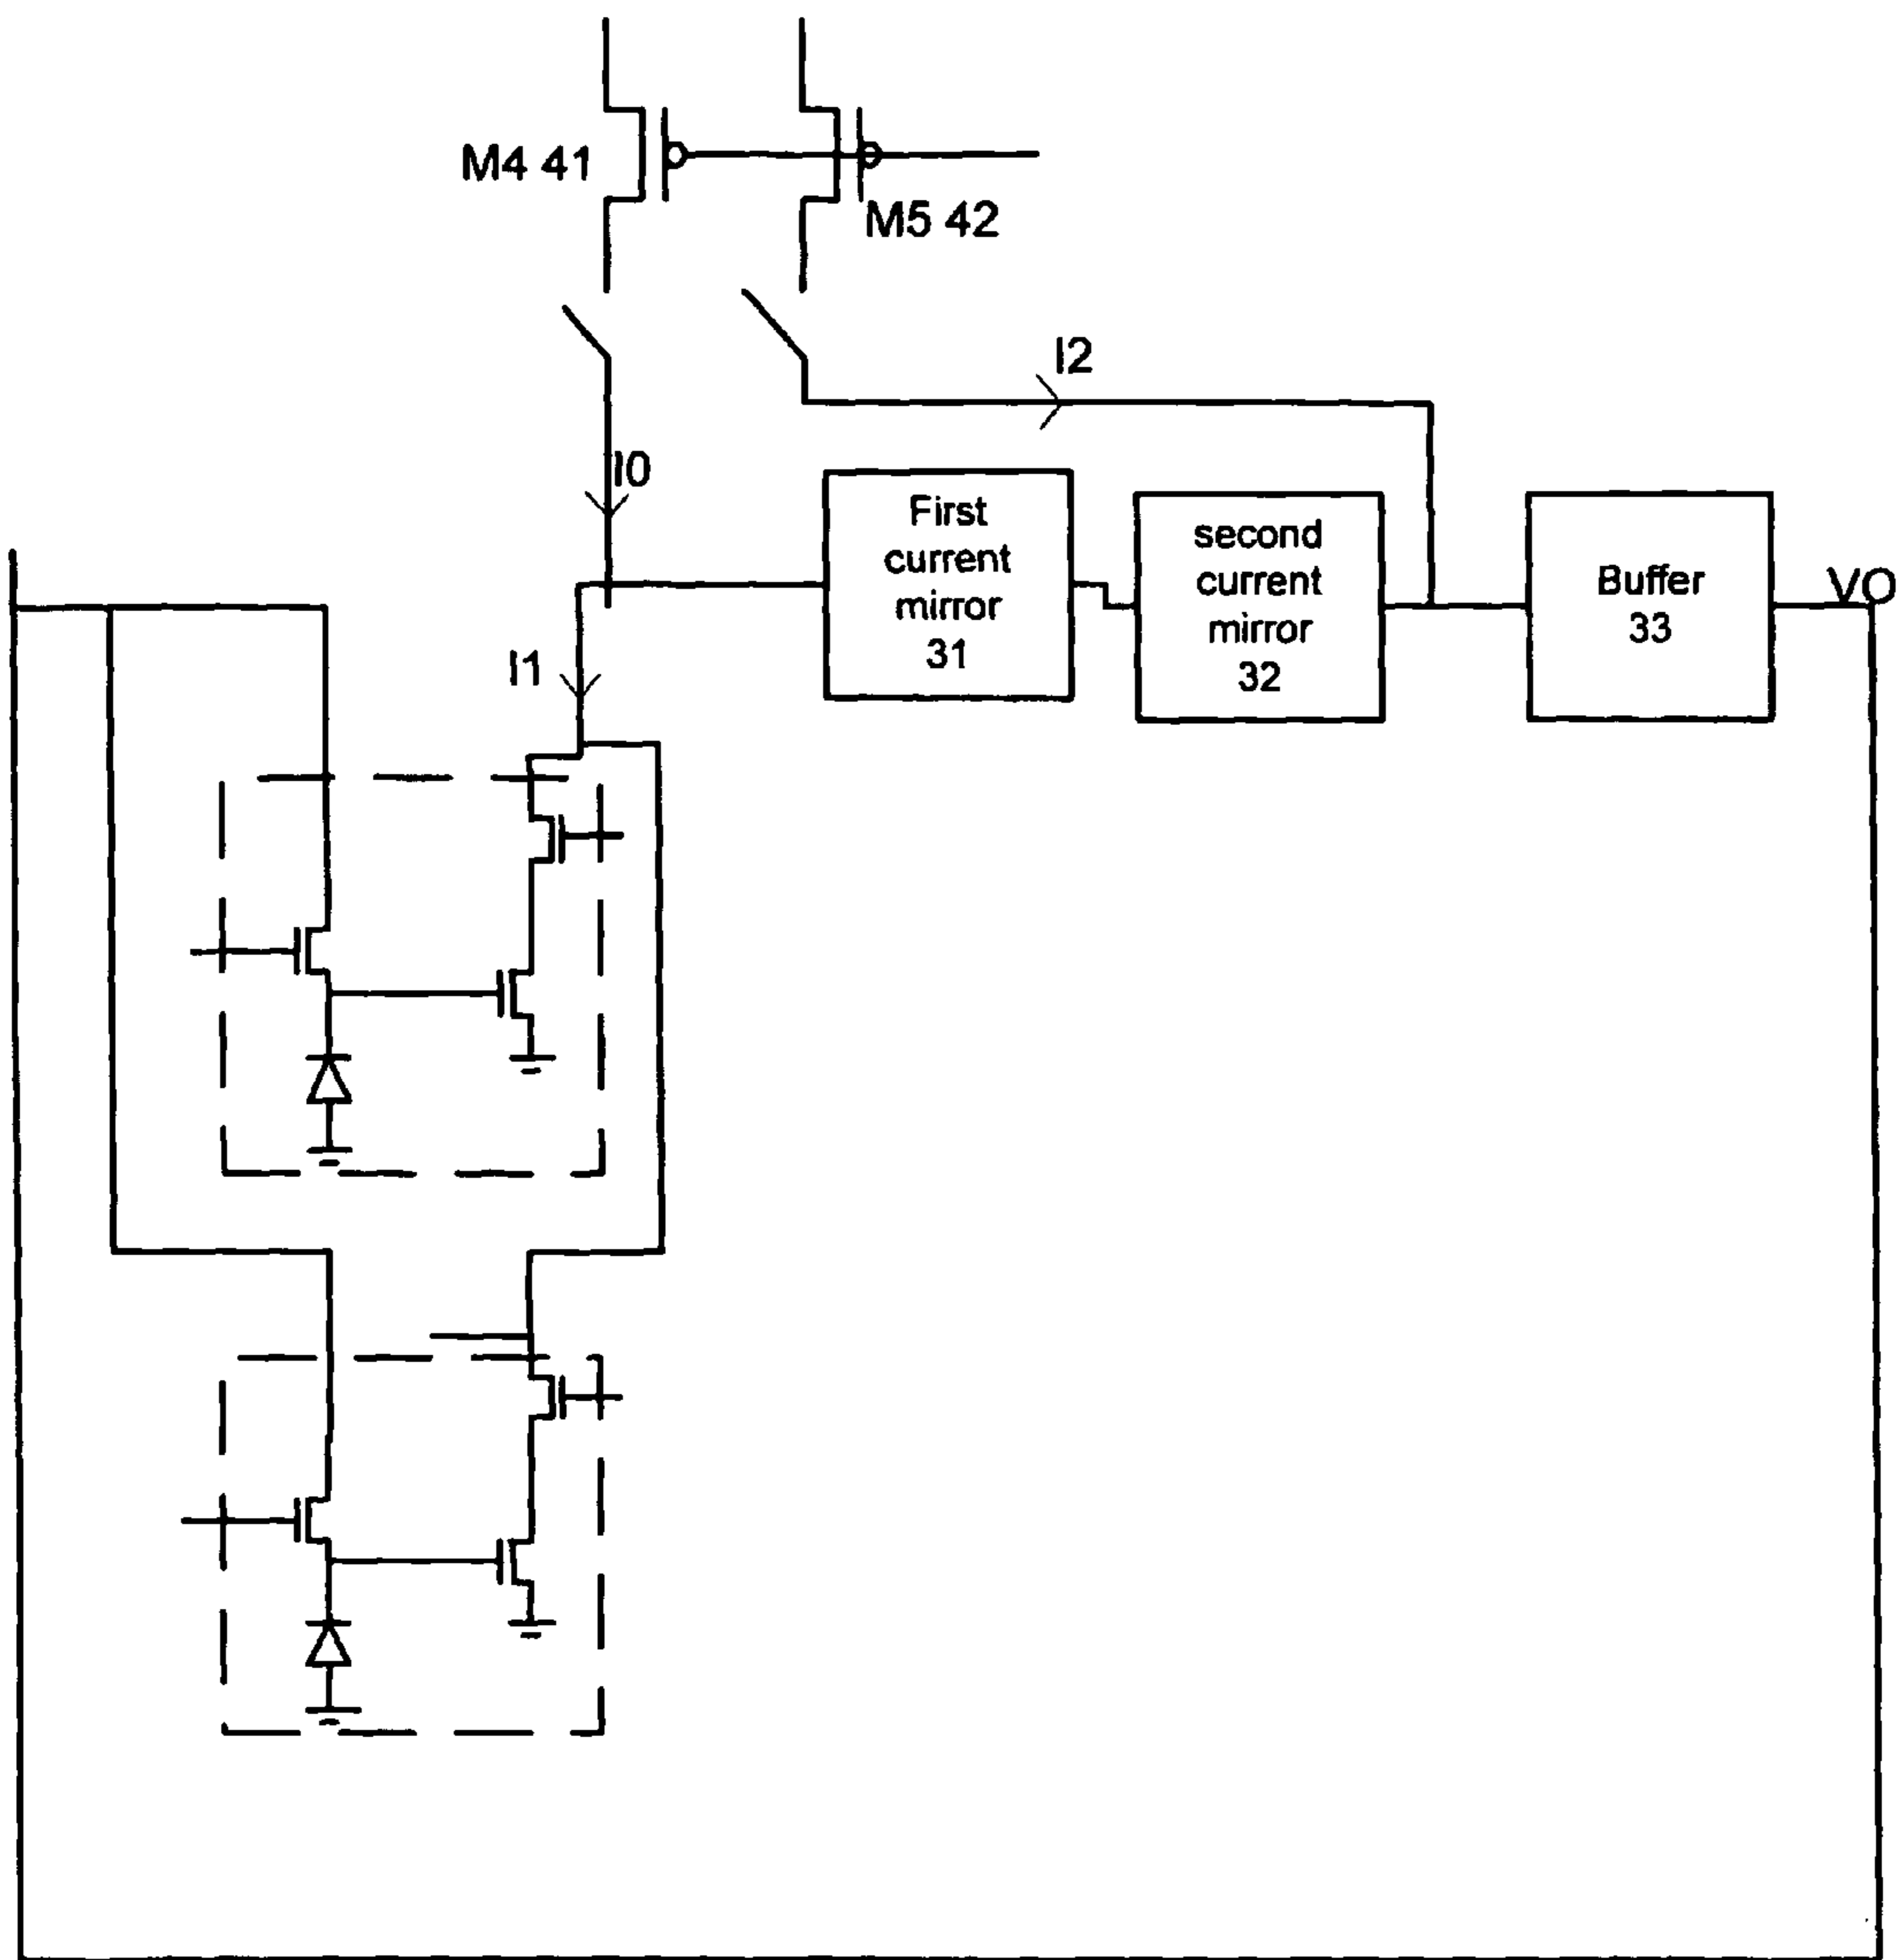 M4 41
M5 42
I2
I0
First
current
mirror
31
second
current
mirror
32
Buffer
33
VO
I1